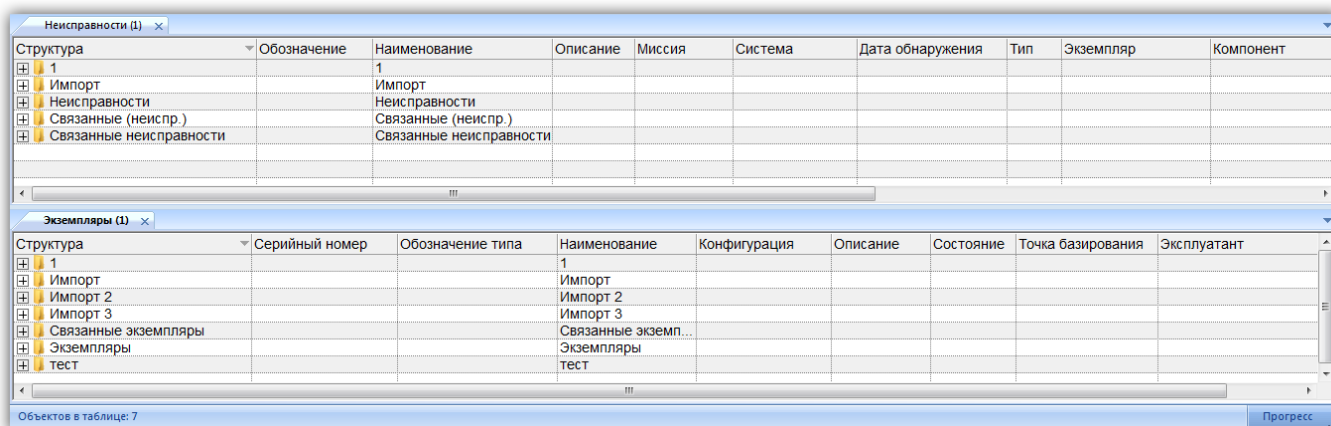 Неисправности (1)
Структура Обозначение Наименование Описание Миссия Система Дата обнаружения Тип Экземпляр Компонент
1 1
Импорт Импорт
Неисправности Неисправности
Связанные (неиспр.) Связанные (неиспр.)
Связанные неисправности Связанные неисправности
Экземпляры (1)
Структура Серийный номер Обозначение типа Наименование Конфигурация Описание Состояние Точка базирования Эксплуатант
1 1
Импорт Импорт
Импорт 2 Импорт 2
Импорт 3 Импорт 3
Связанные экземпляры Связанные экземп...
Экземпляры Экземпляры
тест тест
Объектов в таблице: 7 Прогресс